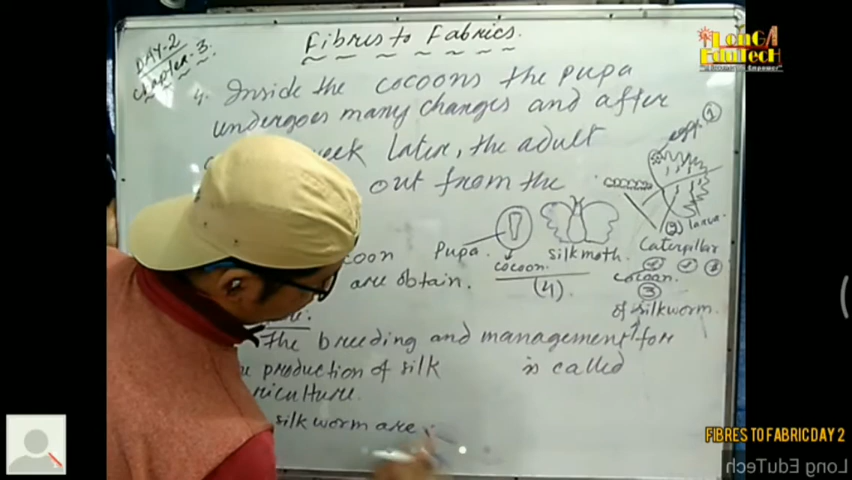 DAY-2
Chapter-3.
Fibres to Fabrics.
4. Inside the cocoons the pupa
undergoes many changes and after
week later, the adult
out from the
coon
are obtain.
Pupa.
cocoon.
(4)
silkmoth.
egg. 1
2 larva.
Caterpillar
cocoon.
3
of silkworm.
The breeding and management for
production of silk is called
riculture.
silkworm are
LonGA
EduTecH
FIBRES TO FABRIC DAY 2
Long EduTech